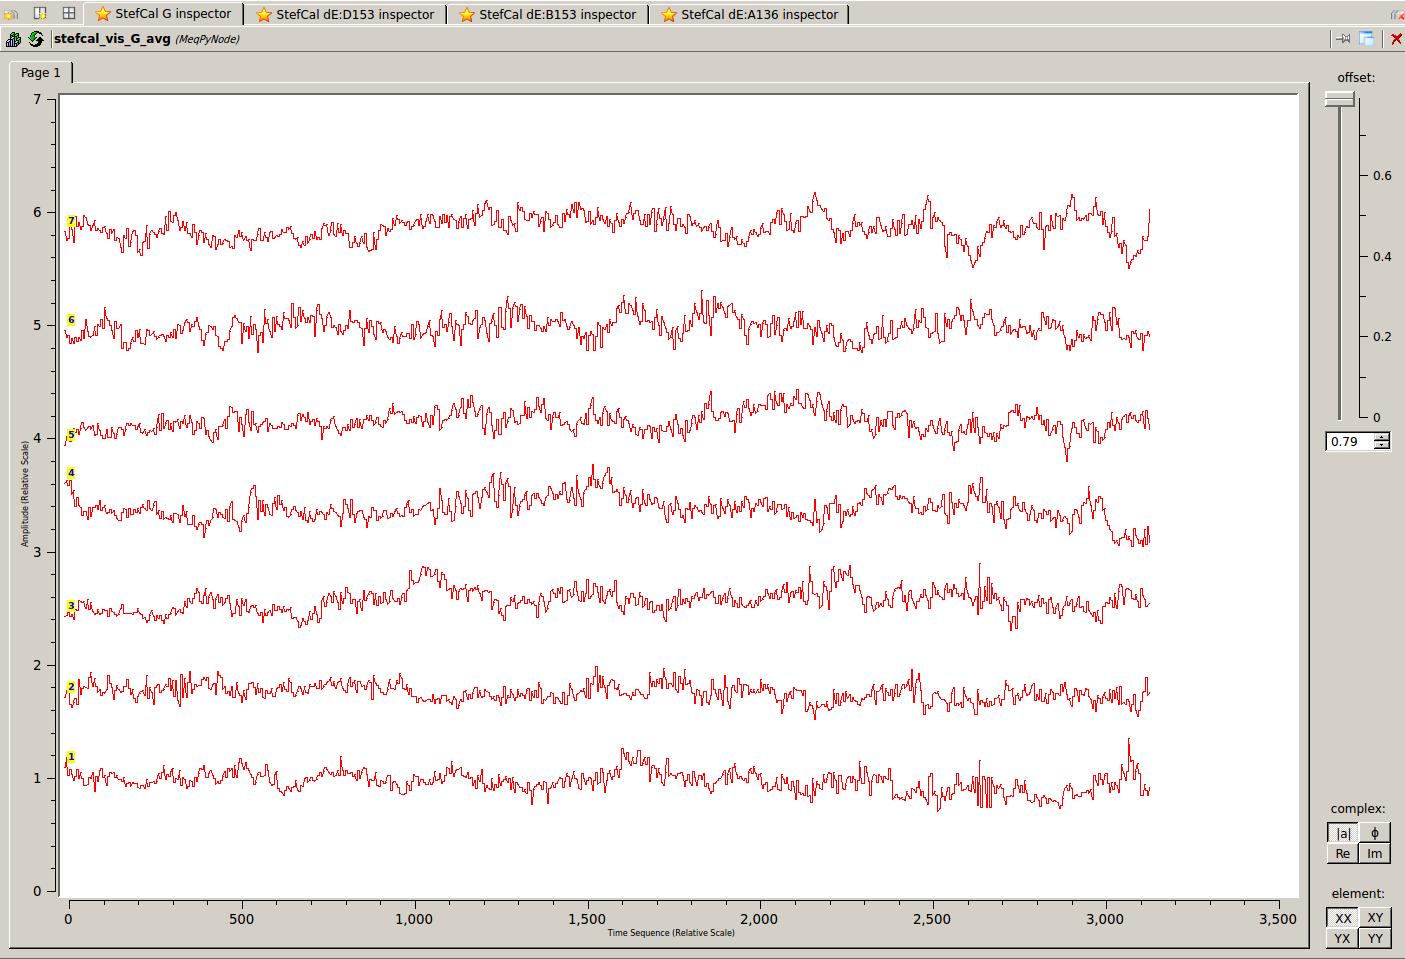 StefCal G inspector
StefCal dE:D153 inspector
StefCal dE:B153 inspector
StefCal dE:A136 inspector
stefcal_vis_G_avg (MeqPyNode)
Page 1
offset:
7
6
5
4
3
2
1
0
Amplitude (Relative Scale)
7
6
5
4
3
2
1
0 500 1,000 1,500 2,000 2,500 3,000 3,500
Time Sequence (Relative Scale)
0.6
0.4
0.2
0
0.79
complex:
|a| ϕ
Re Im
element:
XX XY
YX YY